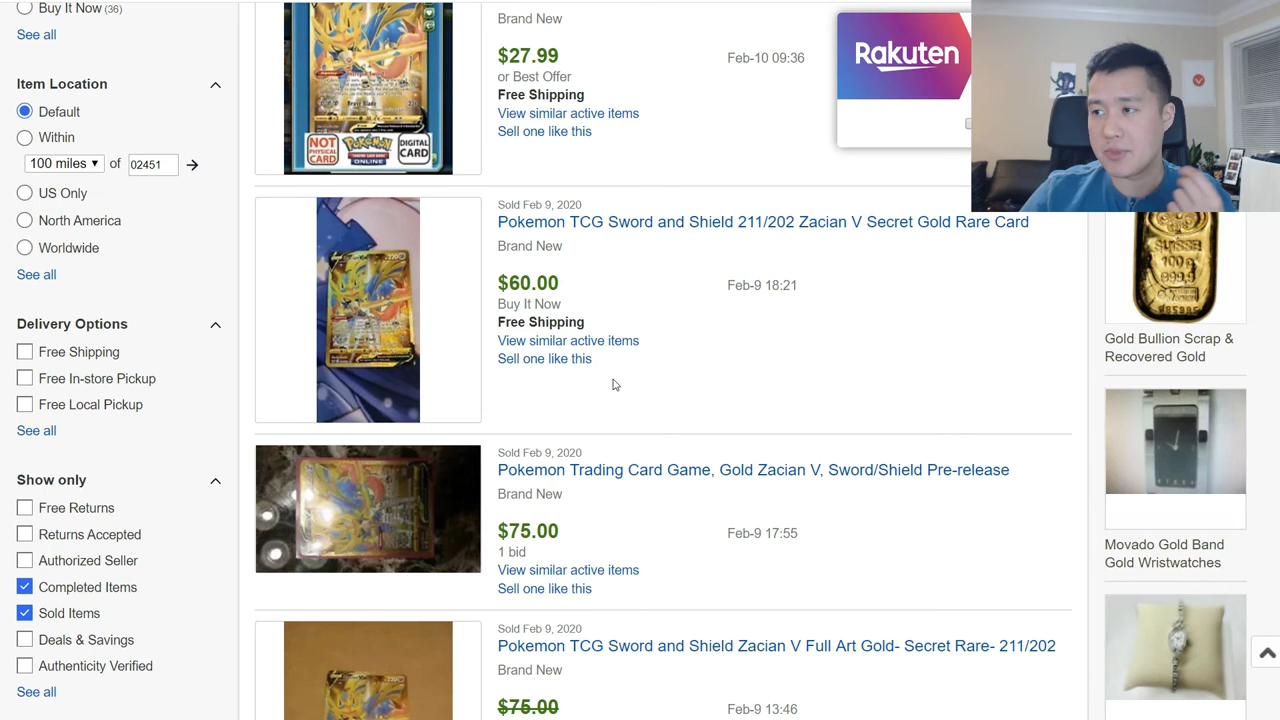 Buy It Now (36)
See all
Item Location
Default
Within
100 miles ▾ of 02451
US Only
North America
Worldwide
See all
Delivery Options
Free Shipping
Free In-store Pickup
Free Local Pickup
See all
Show only
Free Returns
Returns Accepted
Authorized Seller
Completed Items
Sold Items
Deals & Savings
Authenticity Verified
See all
NOT PHYSICAL CARD
Pokémon
ONLINE
DIGITAL CARD
Brand New
$27.99
Feb-10 09:36
or Best Offer
Free Shipping
View similar active items
Sell one like this
Sold Feb 9, 2020
Pokemon TCG Sword and Shield 211/202 Zacian V Secret Gold Rare Card
Brand New
$60.00
Feb-9 18:21
Buy It Now
Free Shipping
View similar active items
Sell one like this
Sold Feb 9, 2020
Pokemon Trading Card Game, Gold Zacian V, Sword/Shield Pre-release
Brand New
$75.00
Feb-9 17:55
1 bid
View similar active items
Sell one like this
Sold Feb 9, 2020
Pokemon TCG Sword and Shield Zacian V Full Art Gold- Secret Rare- 211/202
Brand New
$75.00
Feb-9 13:46
Rakuten
SUISSE
100 g
Gold Bullion Scrap &
Recovered Gold
Movado Gold Band
Gold Wristwatches